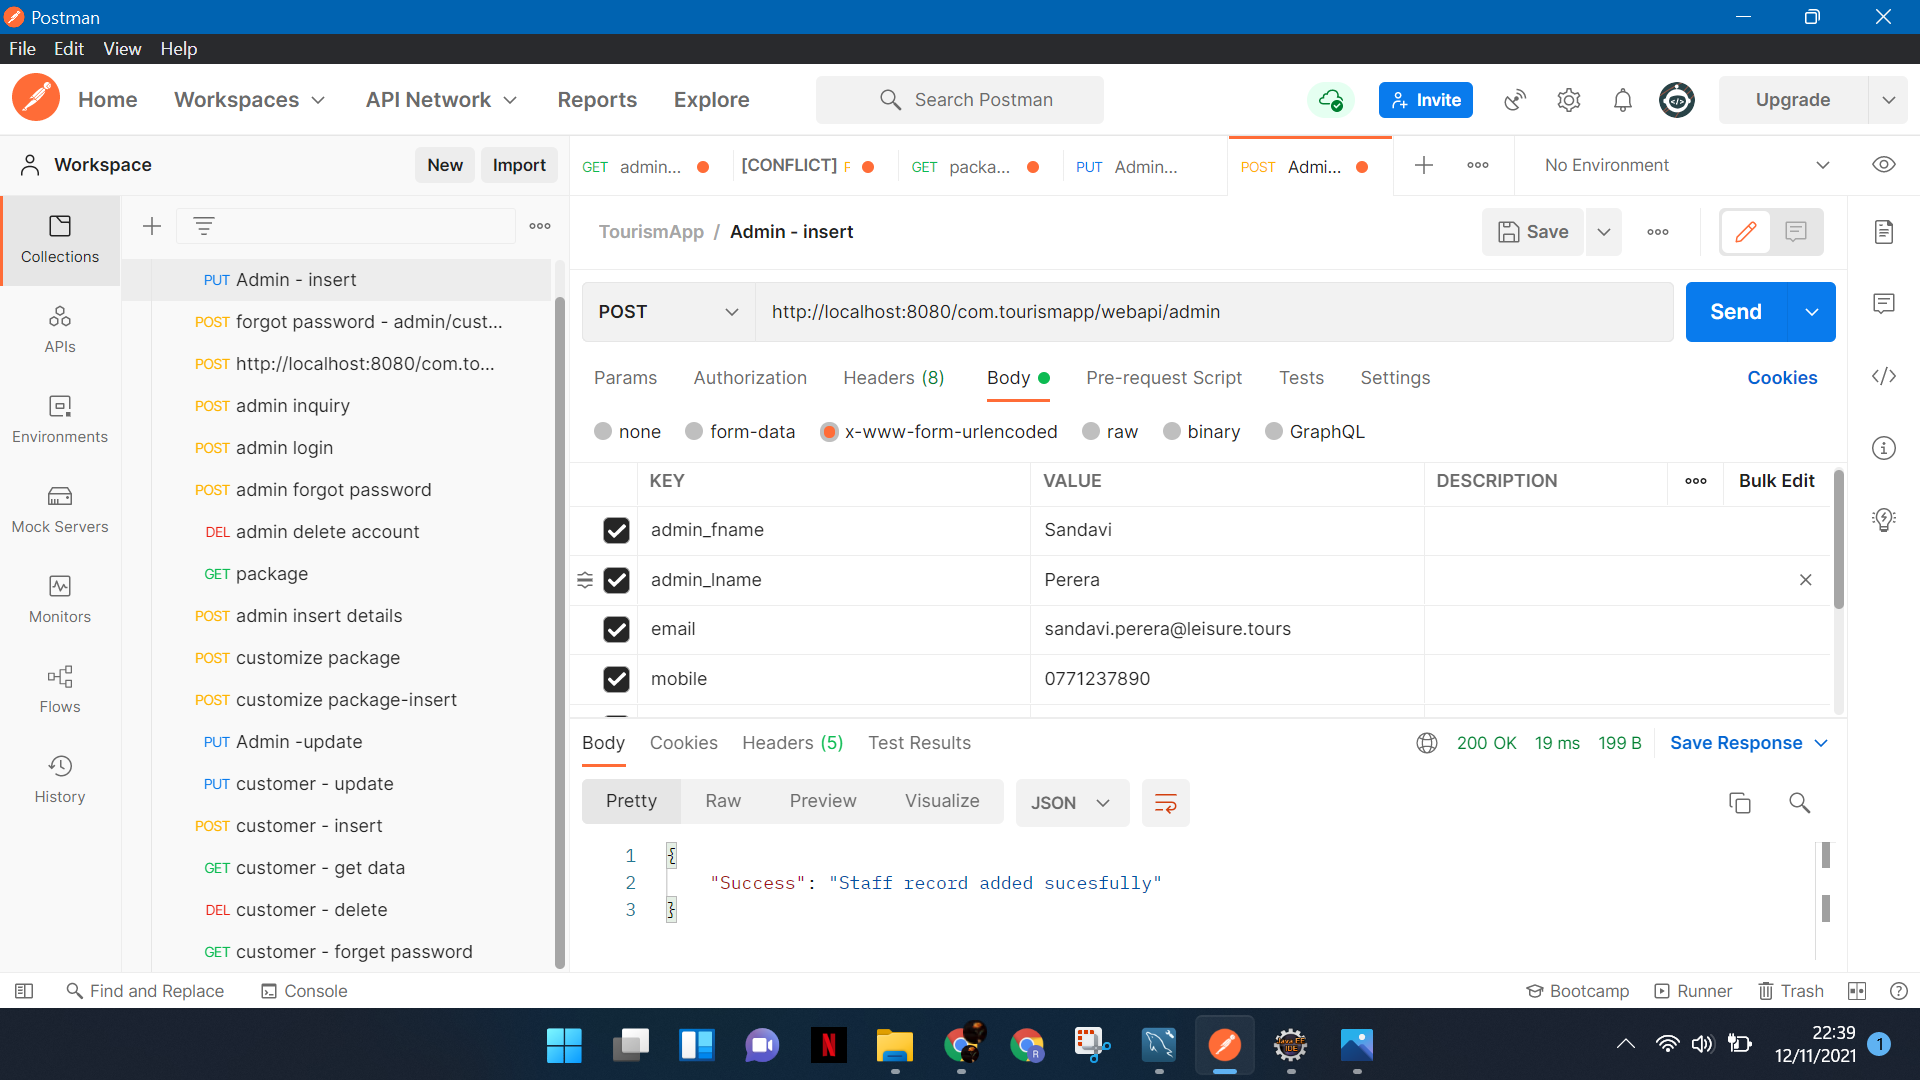 Postman
File Edit View Help
Home Workspaces API Network Reports Explore Search Postman Invite Upgrade
Workspace New Import
GET admin... [CONFLICT] F GET packa... PUT Admin... POST Admi... No Environment
TourismApp / Admin - insert Save
POST http://localhost:8080/com.tourismapp/webapi/admin Send
Params Authorization Headers (8) Body Pre-request Script Tests Settings Cookies
none form-data x-www-form-urlencoded raw binary GraphQL
KEY VALUE DESCRIPTION Bulk Edit
admin_fname Sandavi
admin_lname Perera
email sandavi.perera@leisure.tours
mobile 0771237890
Body Cookies Headers (5) Test Results 200 OK 19 ms 199 B Save Response
Pretty Raw Preview Visualize JSON
1 {
2 "Success": "Staff record added sucesfully"
3 }
Collections
APIs
Environments
Mock Servers
Monitors
Flows
History
PUT Admin - insert
POST forgot password - admin/cust...
POST http://localhost:8080/com.to...
POST admin inquiry
POST admin login
POST admin forgot password
DEL admin delete account
GET package
POST admin insert details
POST customize package
POST customize package-insert
PUT Admin -update
PUT customer - update
POST customer - insert
GET customer - get data
DEL customer - delete
GET customer - forget password
Find and Replace Console Bootcamp Runner Trash
N R Java EE IDE
22:39
12/11/2021 1